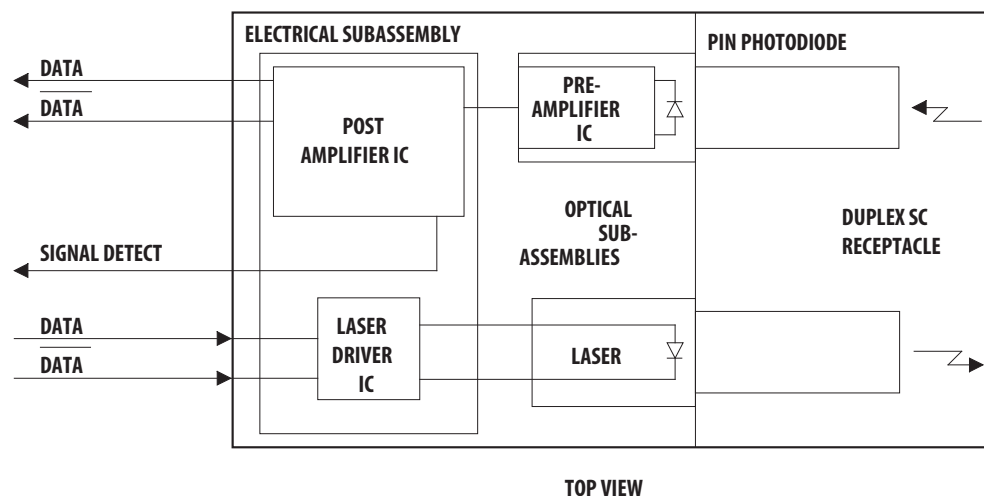 ELECTRICAL SUBASSEMBLY
PIN PHOTODIODE
DATA
DATA
POST
AMPLIFIER IC
PRE-
AMPLIFIER
IC
OPTICAL
SUB-
ASSEMBLIES
DUPLEX SC
RECEPTACLE
SIGNAL DETECT
DATA
DATA
LASER
DRIVER
IC
LASER
TOP VIEW